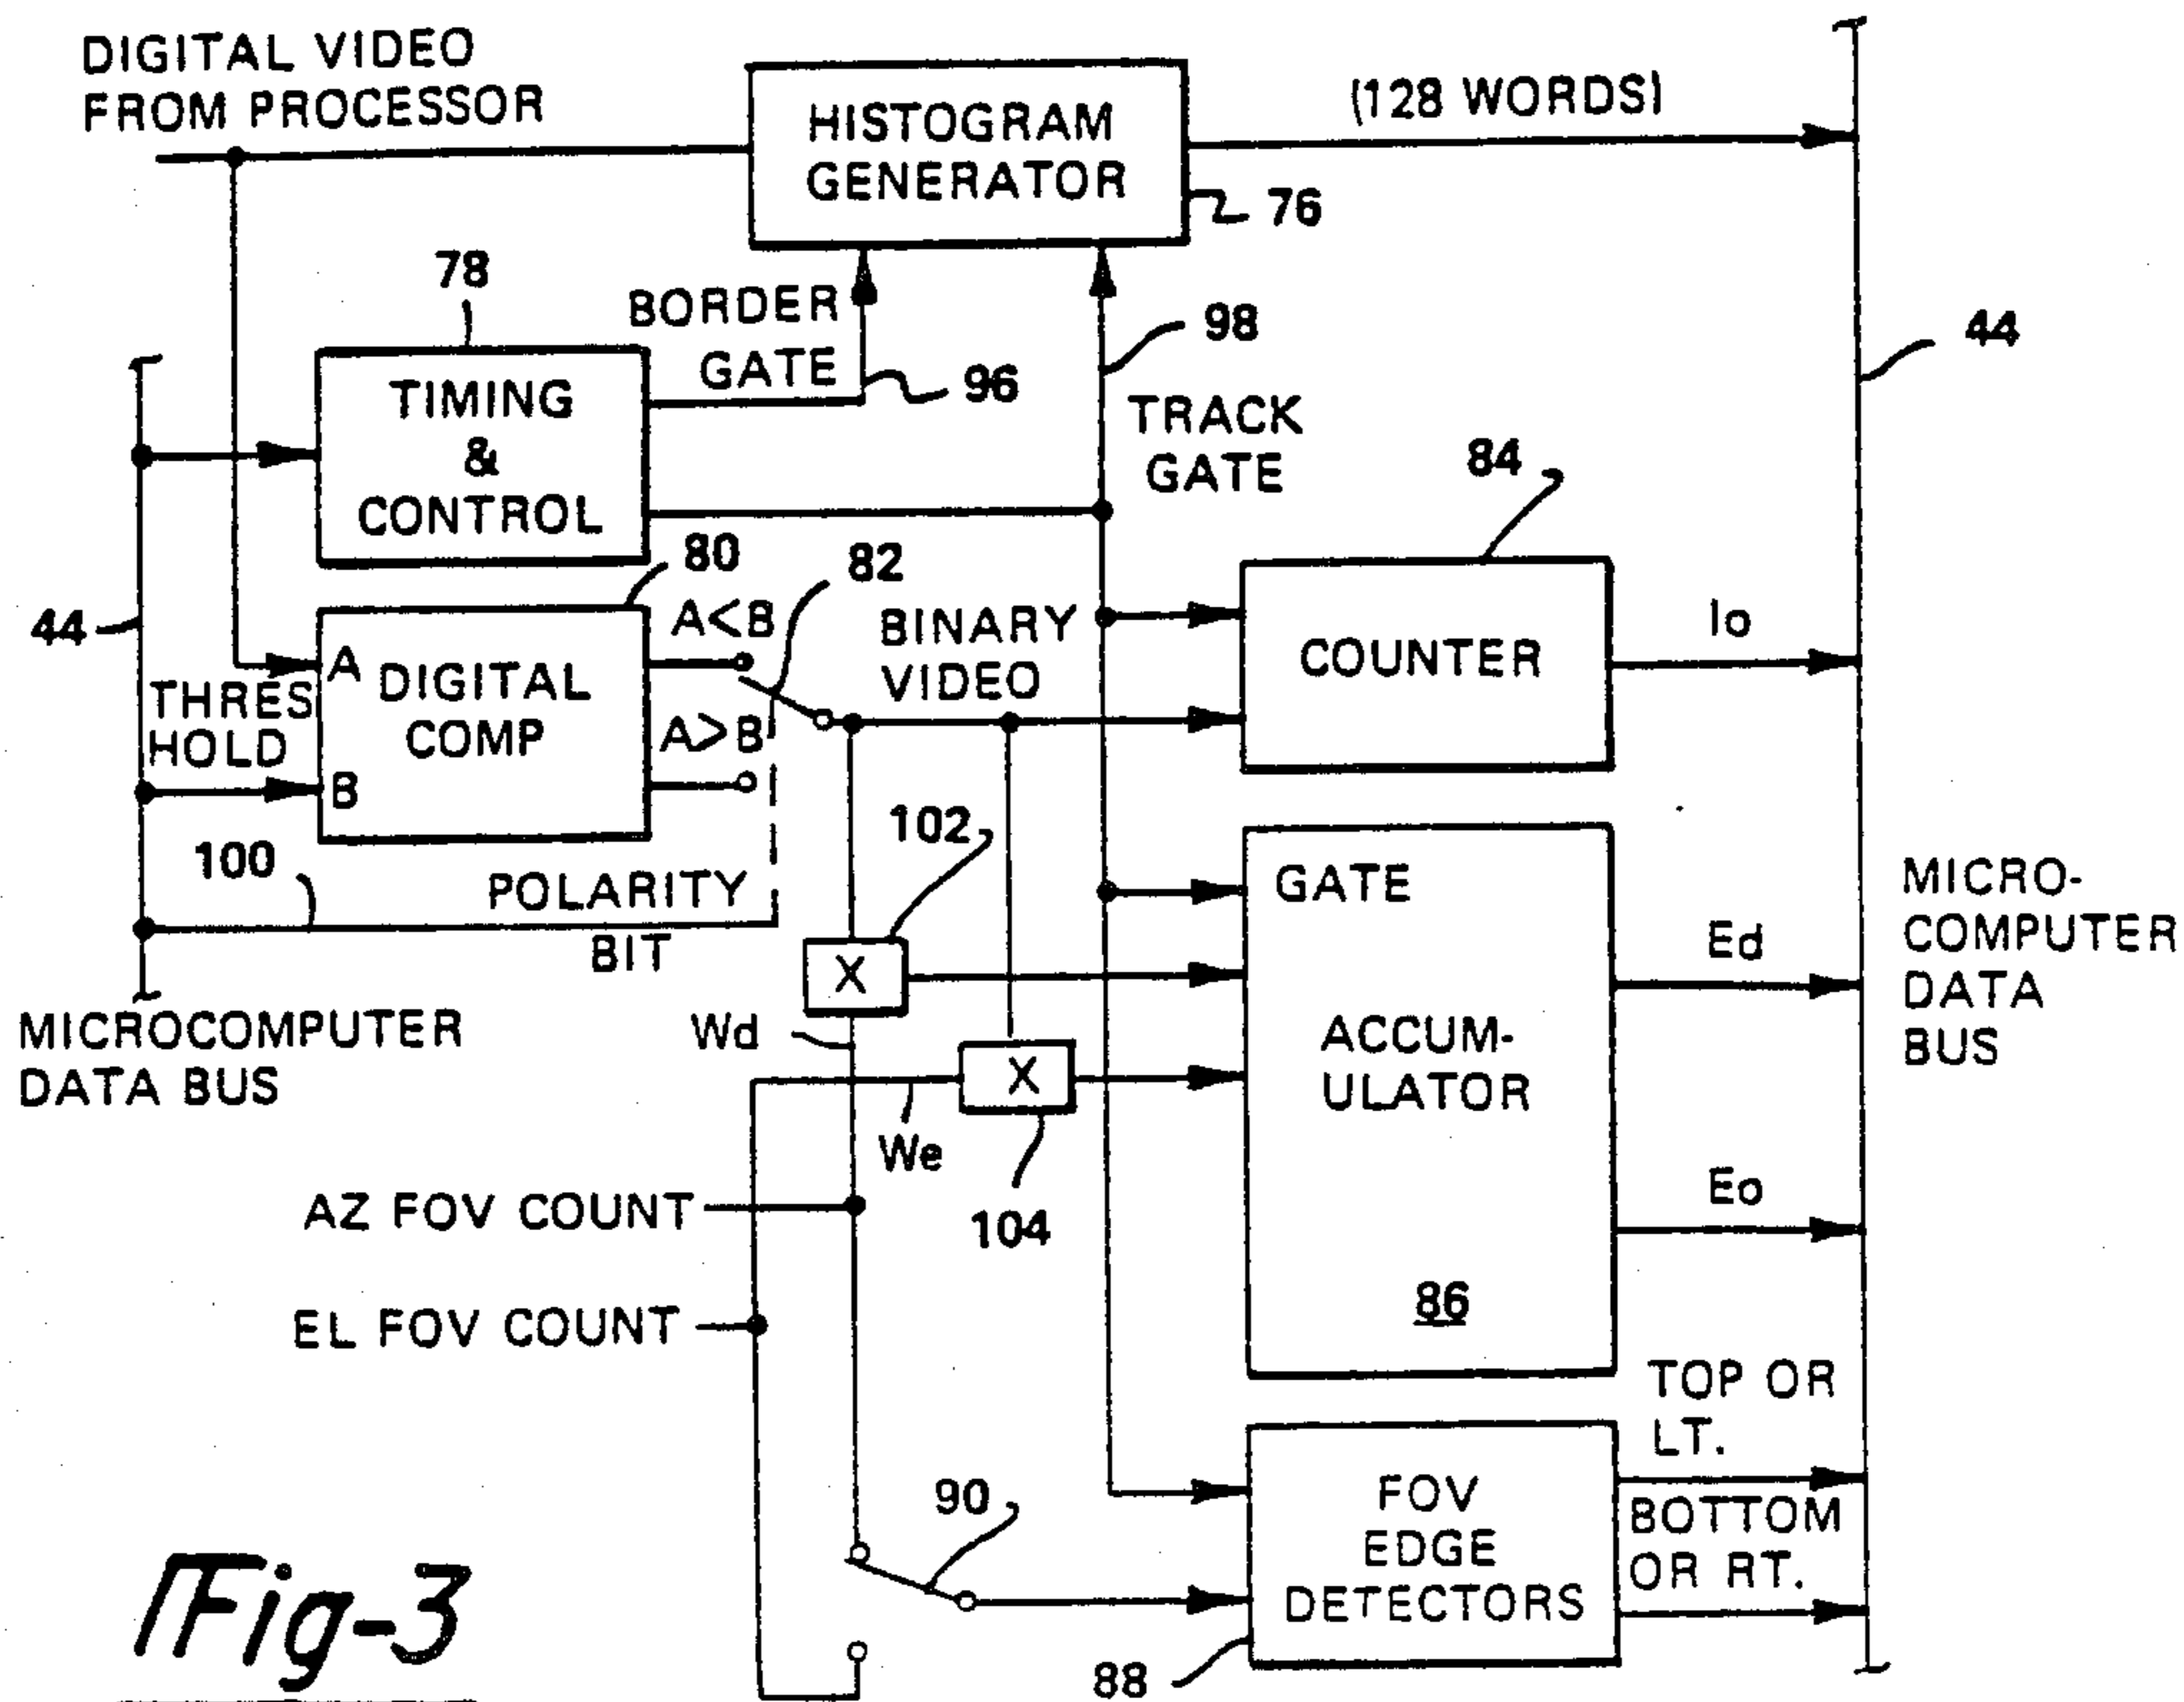 DIGITAL VIDEO
FROM PROCESSOR
HISTOGRAM
GENERATOR
(128 WORDS)
76
78
BORDER
GATE
96
98
44
TIMING
&
CONTROL
TRACK
GATE
84
80
82
44
A<B
BINARY
VIDEO
COUNTER
Io
A
DIGITAL
COMP
THRES
HOLD
A>B
B
102
100
POLARITY
BIT
GATE
Ed
MICRO-
COMPUTER
DATA
BUS
X
MICROCOMPUTER
DATA BUS
Wd
X
ACCUM-
ULATOR
We
AZ FOV COUNT
104
Eo
EL FOV COUNT
86
TOP OR
LT.
90
FOV
EDGE
DETECTORS
BOTTOM
OR RT.
88
Fig-3